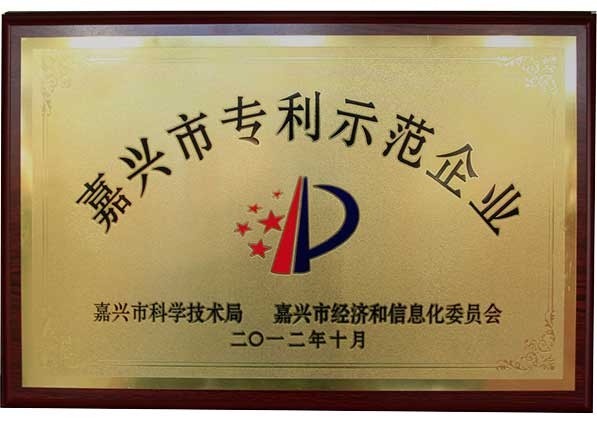 嘉兴市专利示范企业
嘉兴市科学技术局 嘉兴市经济和信息化委员会
二〇一二年十月